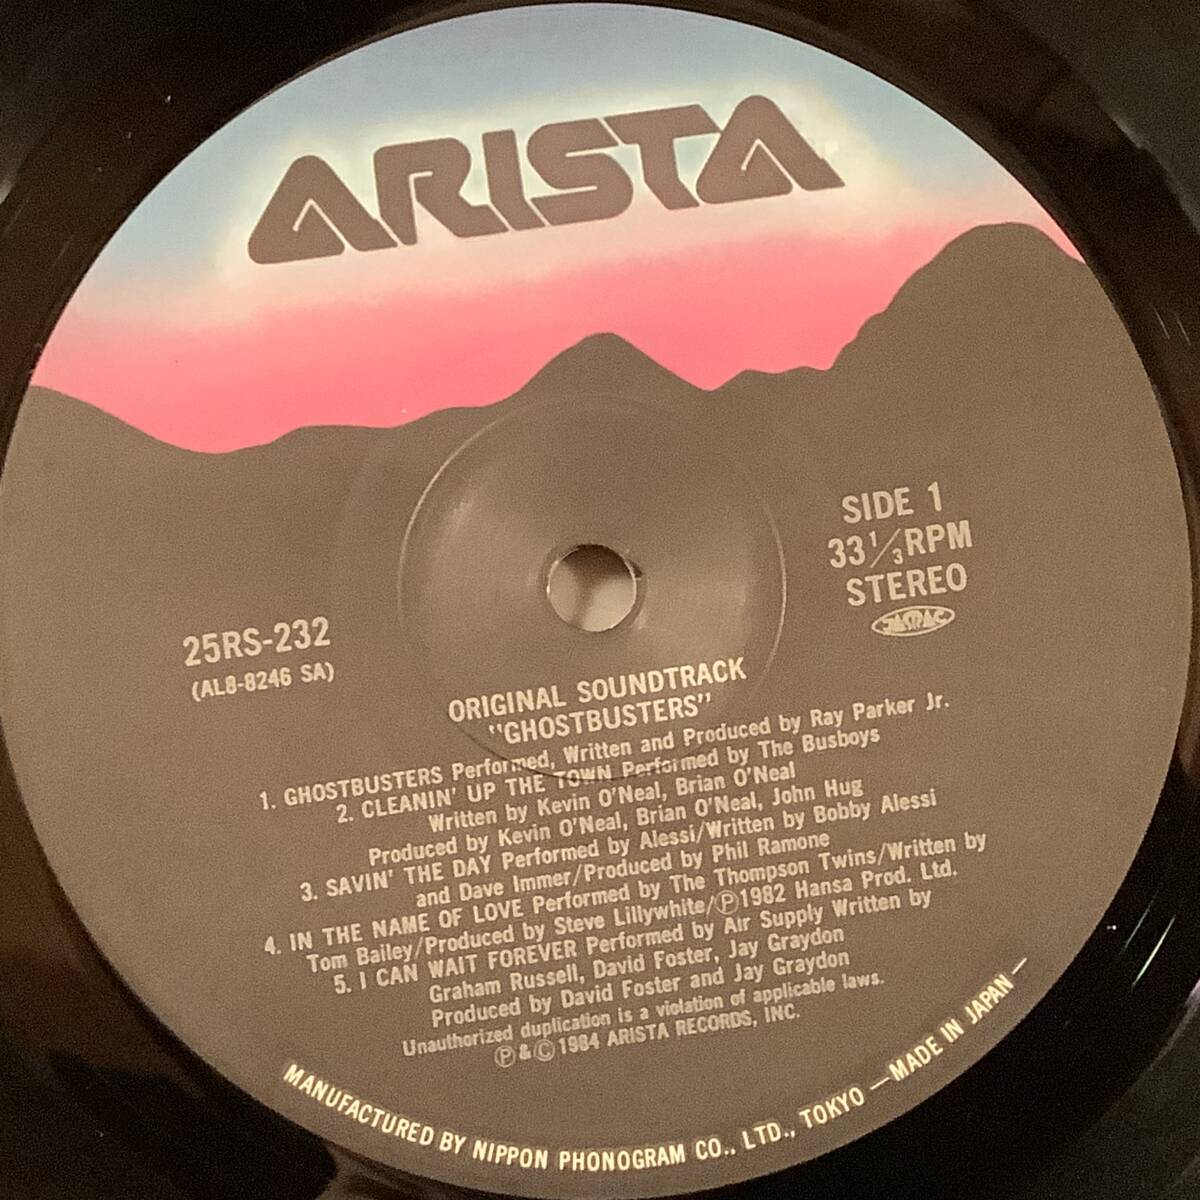 ARISTA
SIDE 1
33 1/3 RPM
STEREO
JASRAC
25RS-232
(AL8-8246 SA)
ORIGINAL SOUNDTRACK
"GHOSTBUSTERS"
1. GHOSTBUSTERS Performed, Written and Produced by Ray Parker Jr.
2. CLEANIN' UP THE TOWN Performed by The Busboys
Written by Kevin O'Neal, Brian O'Neal
Produced by Kevin O'Neal, Brian O'Neal, John Hug
3. SAVIN' THE DAY Performed by Alessi/Written by Bobby Alessi
and Dave Immer/Produced by Phil Ramone
4. IN THE NAME OF LOVE Performed by The Thompson Twins/Written by
Tom Bailey/Produced by Steve Lillywhite/Ⓟ1982 Hansa Prod. Ltd.
5. I CAN WAIT FOREVER Performed by Air Supply Written by
Graham Russell, David Foster, Jay Graydon
Produced by David Foster and Jay Graydon
Unauthorized duplication is a violation of applicable laws.
Ⓟ&© 1984 ARISTA RECORDS, INC.
MANUFACTURED BY NIPPON PHONOGRAM CO., LTD., TOKYO —MADE IN JAPAN—